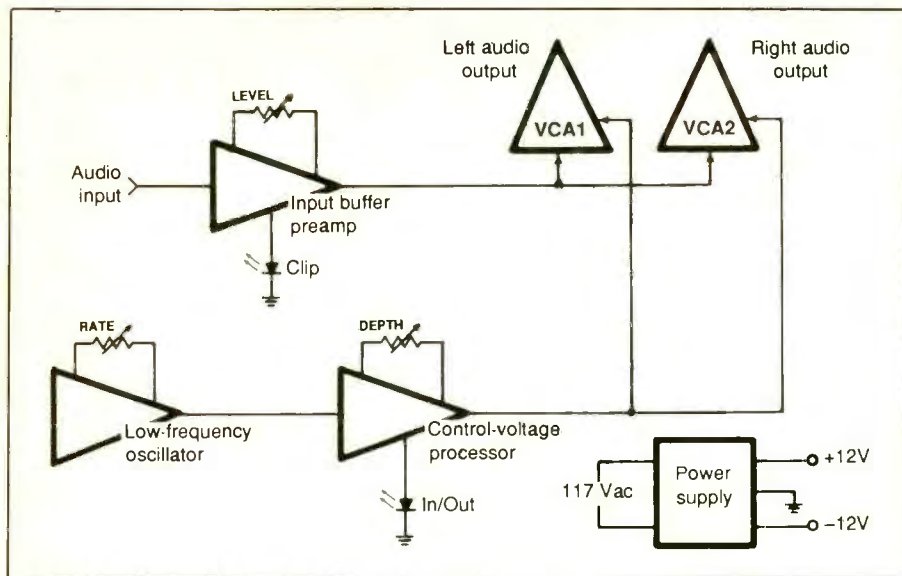 Left audio
output
Right audio
output
VCA1
VCA2
LEVEL
Audio
input
Input buffer
preamp
Clip
RATE
DEPTH
Low-frequency
oscillator
Control-voltage
processor
In/Out
117 Vac
Power
supply
+12V
−12V